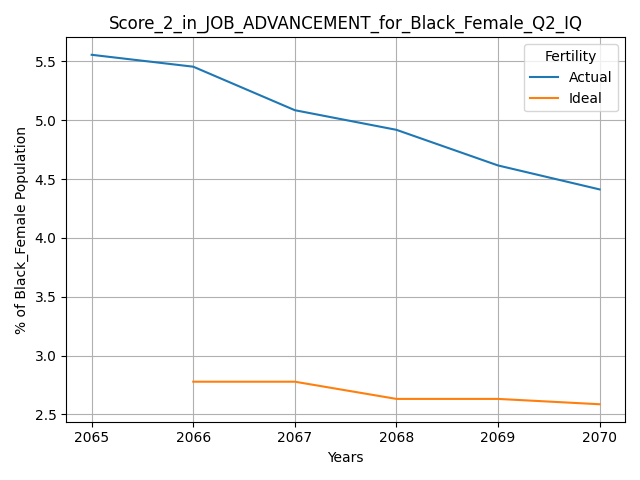 Score_2_in_JOB_ADVANCEMENT_for_Black_Female_Q2_IQ
Fertility
Actual
Ideal
% of Black_Female Population
5.5
5.0
4.5
4.0
3.5
3.0
2.5
2065 2066 2067 2068 2069 2070
Years